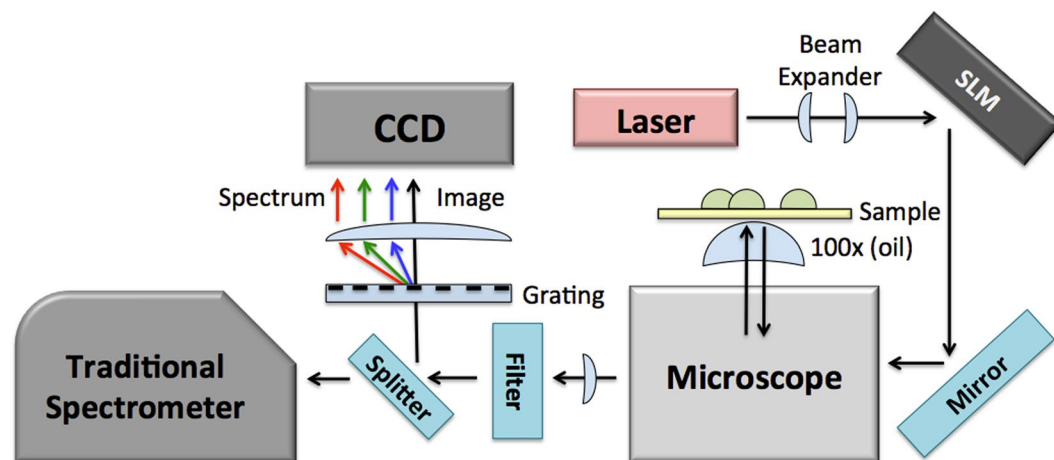 Beam
Expander
SLM
CCD
Laser
Spectrum
Image
Sample
100x (oil)
Grating
Traditional
Spectrometer
Splitter
Filter
Microscope
Mirror